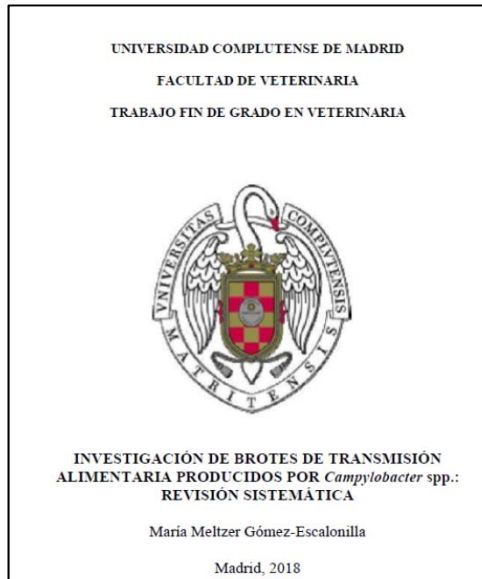 UNIVERSIDAD COMPLUTENSE DE MADRID
FACULTAD DE VETERINARIA
TRABAJO FIN DE GRADO EN VETERINARIA
VNIVERSITAS COMPLVTENSIS
MATRITENSIS
INVESTIGACIÓN DE BROTES DE TRANSMISIÓN
ALIMENTARIA PRODUCIDOS POR Campylobacter spp.:
REVISIÓN SISTEMÁTICA
María Meltzer Gómez-Escalonilla
Madrid, 2018